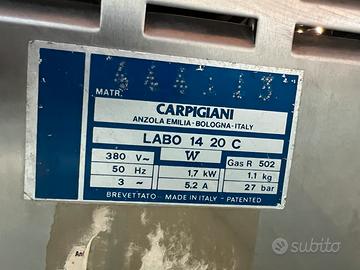 MATR.
CARPIGIANI
ANZOLA EMILIA - BOLOGNA - ITALY
LABO 14 20 C
W
380 V~
Gas R 502
50 Hz
1,7 kW
1,1 kg
3 ~
5.2 A
27 bar
BREVETTATO - MADE IN ITALY - PATENTED
subito